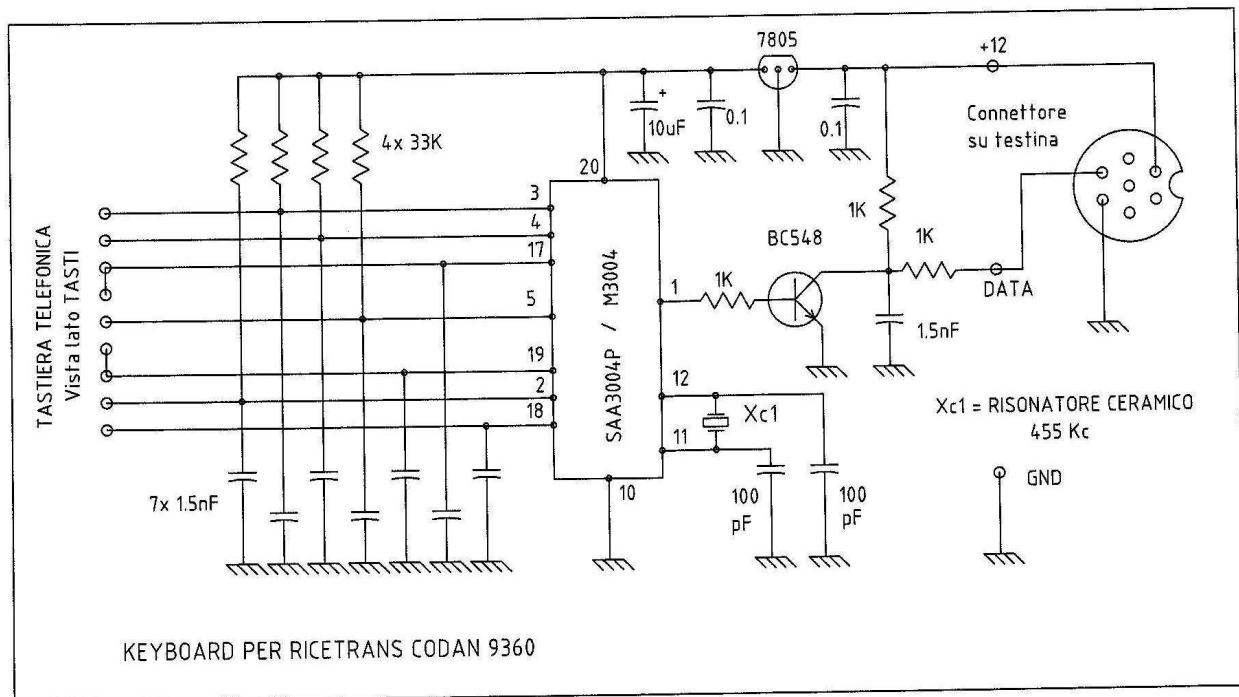 7805
+12
+
10uF
0.1
0.1
Connettore
su testina
4x 33K
20
3
4
17
5
19
2
18
1
12
11
10
1K
1K
1K
BC548
DATA
1.5nF
SAA3004P / M3004
TASTIERA TELEFONICA
Vista lato TASTI
Xc1
Xc1 = RISONATORE CERAMICO
455 Kc
GND
7x 1.5nF
100
pF
100
pF
KEYBOARD PER RICETRANS CODAN 9360